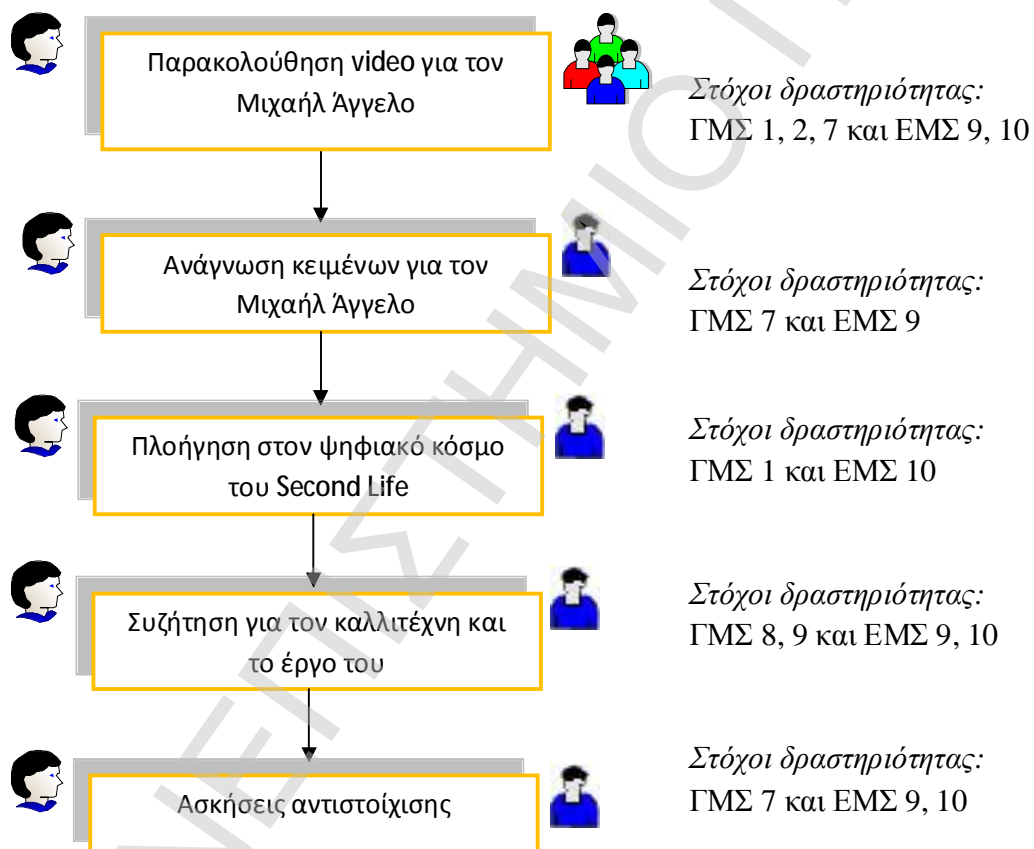 Παρακολούθηση video για τον
Μιχαήλ Άγγελο
Στόχοι δραστηριότητας:
ΓΜΣ 1, 2, 7 και ΕΜΣ 9, 10
Ανάγνωση κειμένων για τον
Μιχαήλ Άγγελο
Στόχοι δραστηριότητας:
ΓΜΣ 7 και ΕΜΣ 9
Πλοήγηση στον ψηφιακό κόσμο
του Second Life
Στόχοι δραστηριότητας:
ΓΜΣ 1 και ΕΜΣ 10
Συζήτηση για τον καλλιτέχνη και
το έργο του
Στόχοι δραστηριότητας:
ΓΜΣ 8, 9 και ΕΜΣ 9, 10
Ασκήσεις αντιστοίχισης
Στόχοι δραστηριότητας:
ΓΜΣ 7 και ΕΜΣ 9, 10